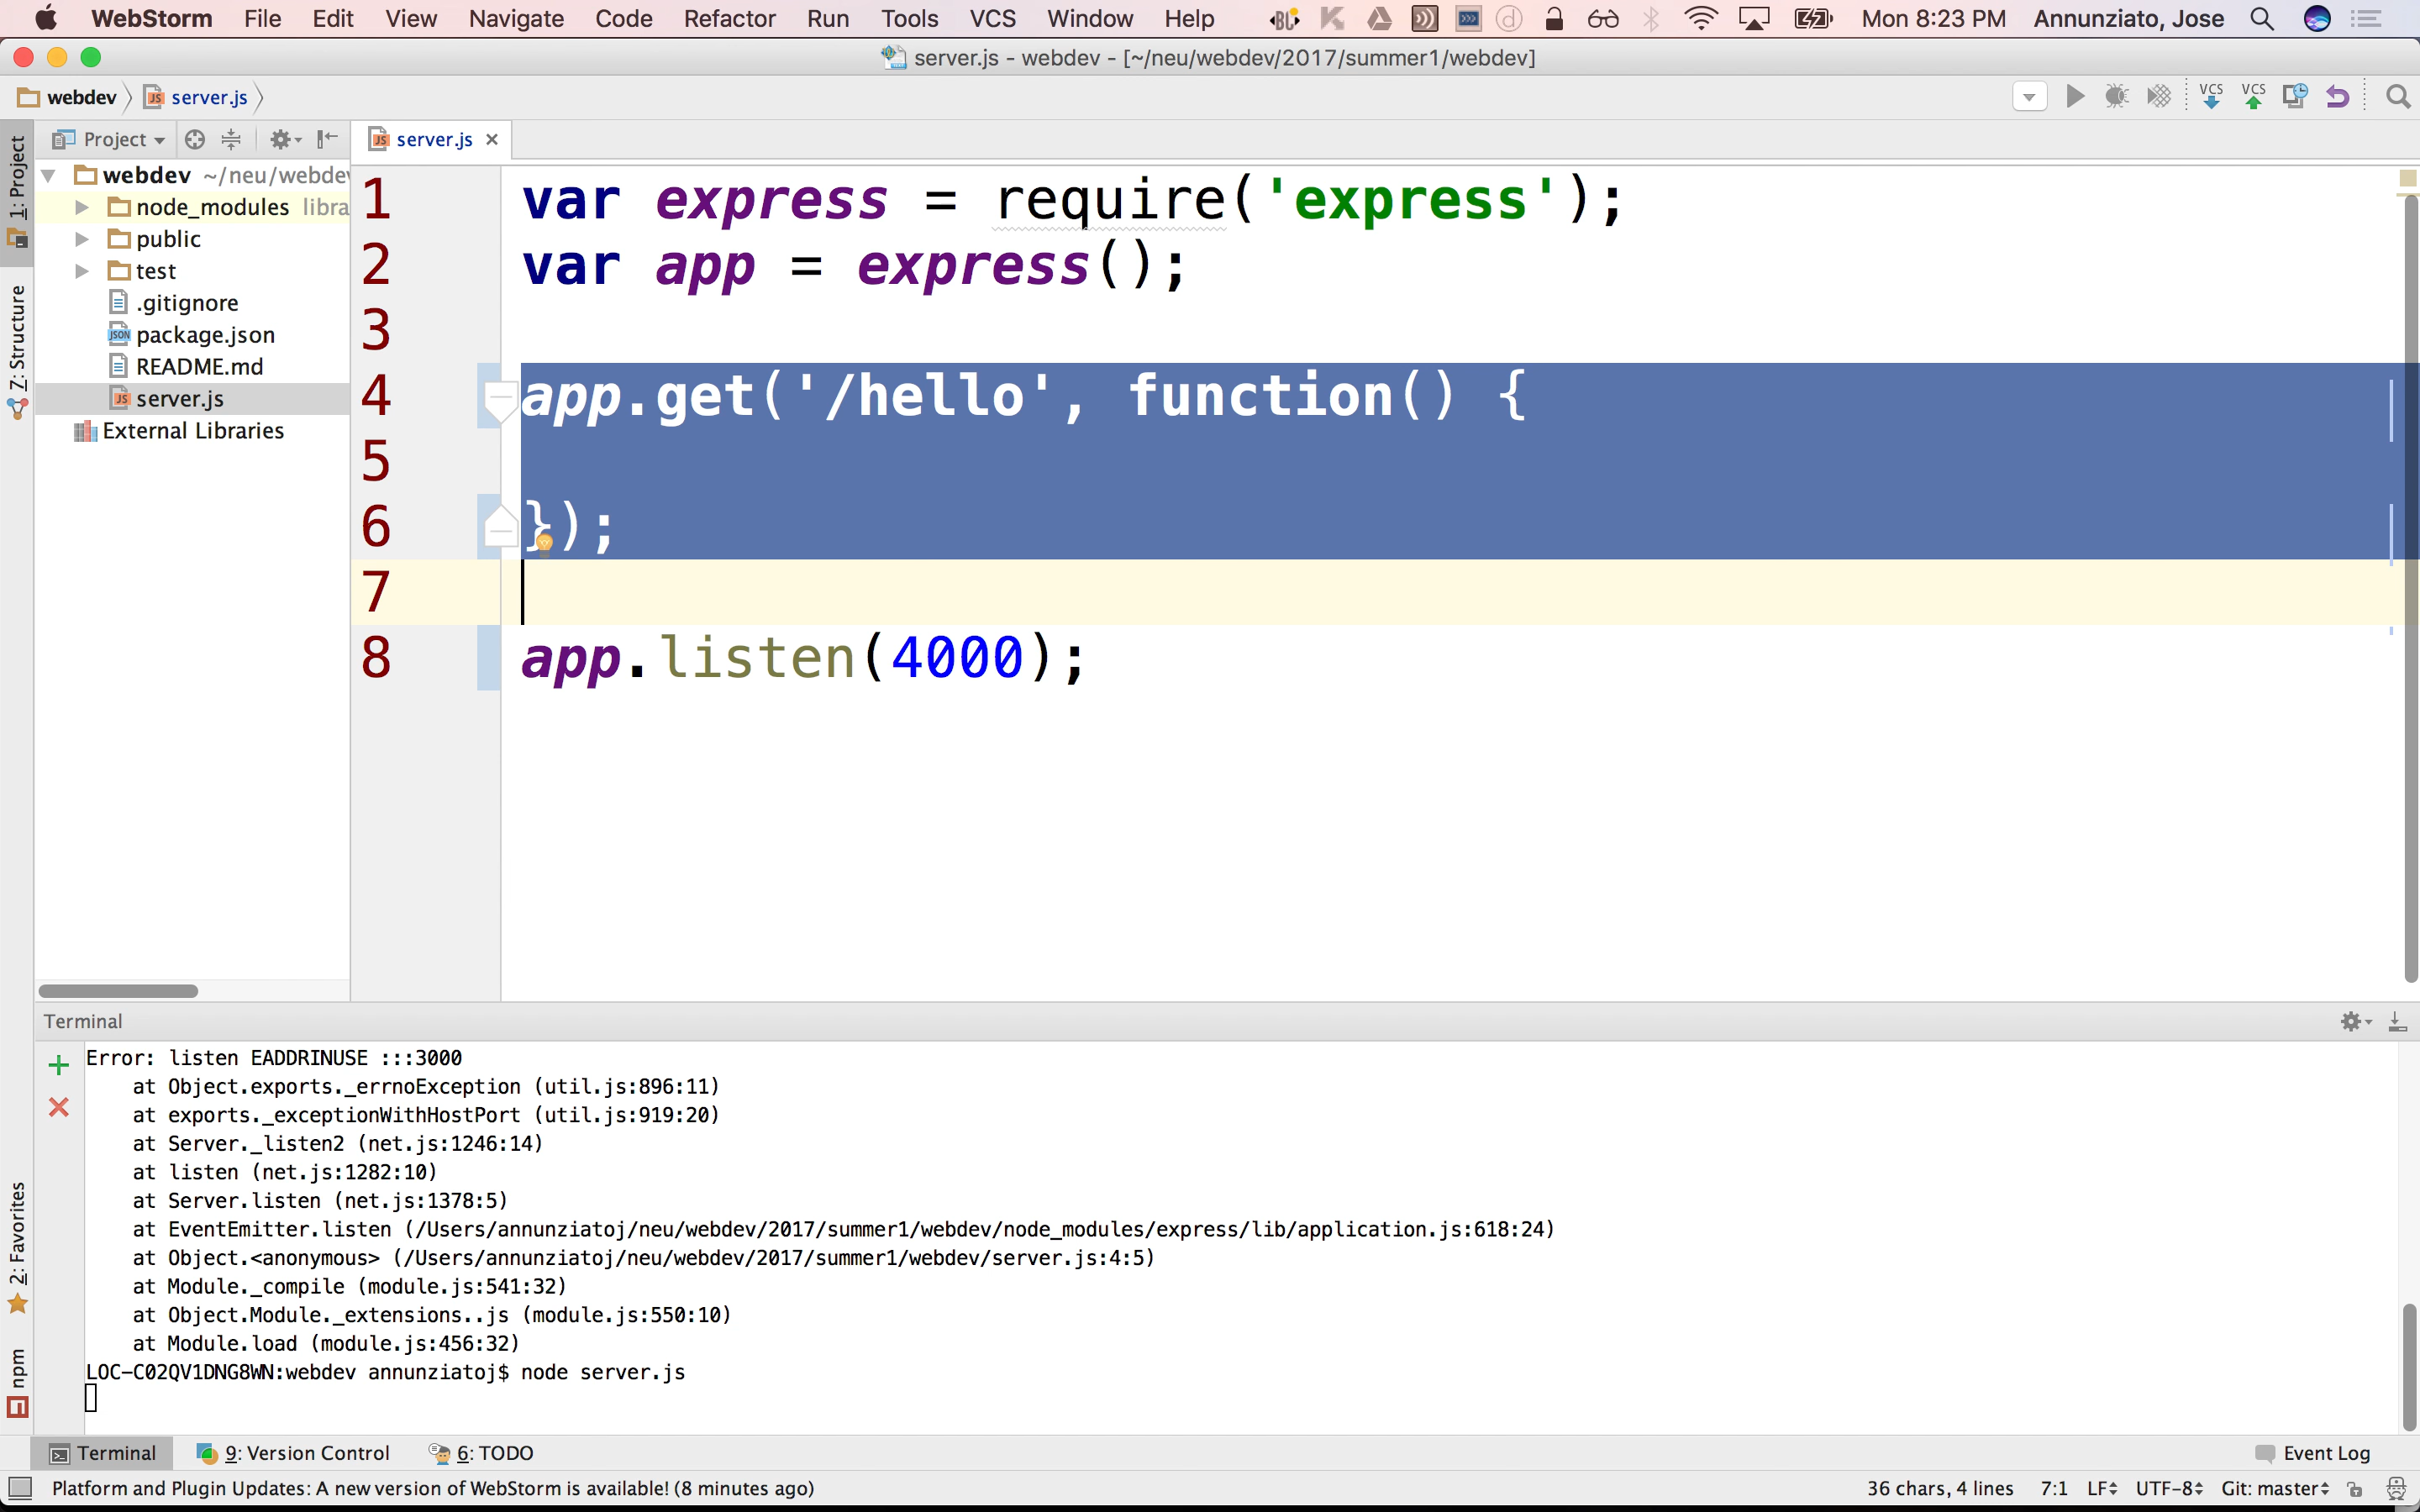 WebStorm File Edit View Navigate Code Refactor Run Tools VCS Window Help Mon 8:23 PM Annunziato, Jose
server.js - webdev - [~/neu/webdev/2017/summer1/webdev]
webdev server.js VCS VCS
Project server.js
1: Project
7: Structure
2: Favorites
npm
webdev ~/neu/webdev
node_modules libra
public
test
.gitignore
package.json
README.md
server.js
External Libraries
1 var express = require('express');
2 var app = express();
3
4 app.get('/hello', function() {
5
6 });
7
8 app.listen(4000);
Terminal
Error: listen EADDRINUSE :::3000
    at Object.exports._errnoException (util.js:896:11)
    at exports._exceptionWithHostPort (util.js:919:20)
    at Server._listen2 (net.js:1246:14)
    at listen (net.js:1282:10)
    at Server.listen (net.js:1378:5)
    at EventEmitter.listen (/Users/annunziatoj/neu/webdev/2017/summer1/webdev/node_modules/express/lib/application.js:618:24)
    at Object.<anonymous> (/Users/annunziatoj/neu/webdev/2017/summer1/webdev/server.js:4:5)
    at Module._compile (module.js:541:32)
    at Object.Module._extensions..js (module.js:550:10)
    at Module.load (module.js:456:32)
LOC-C02QV1DNG8WN:webdev annunziatoj$ node server.js
Terminal 9: Version Control 6: TODO Event Log
Platform and Plugin Updates: A new version of WebStorm is available! (8 minutes ago) 36 chars, 4 lines 7:1 LF UTF-8 Git: master